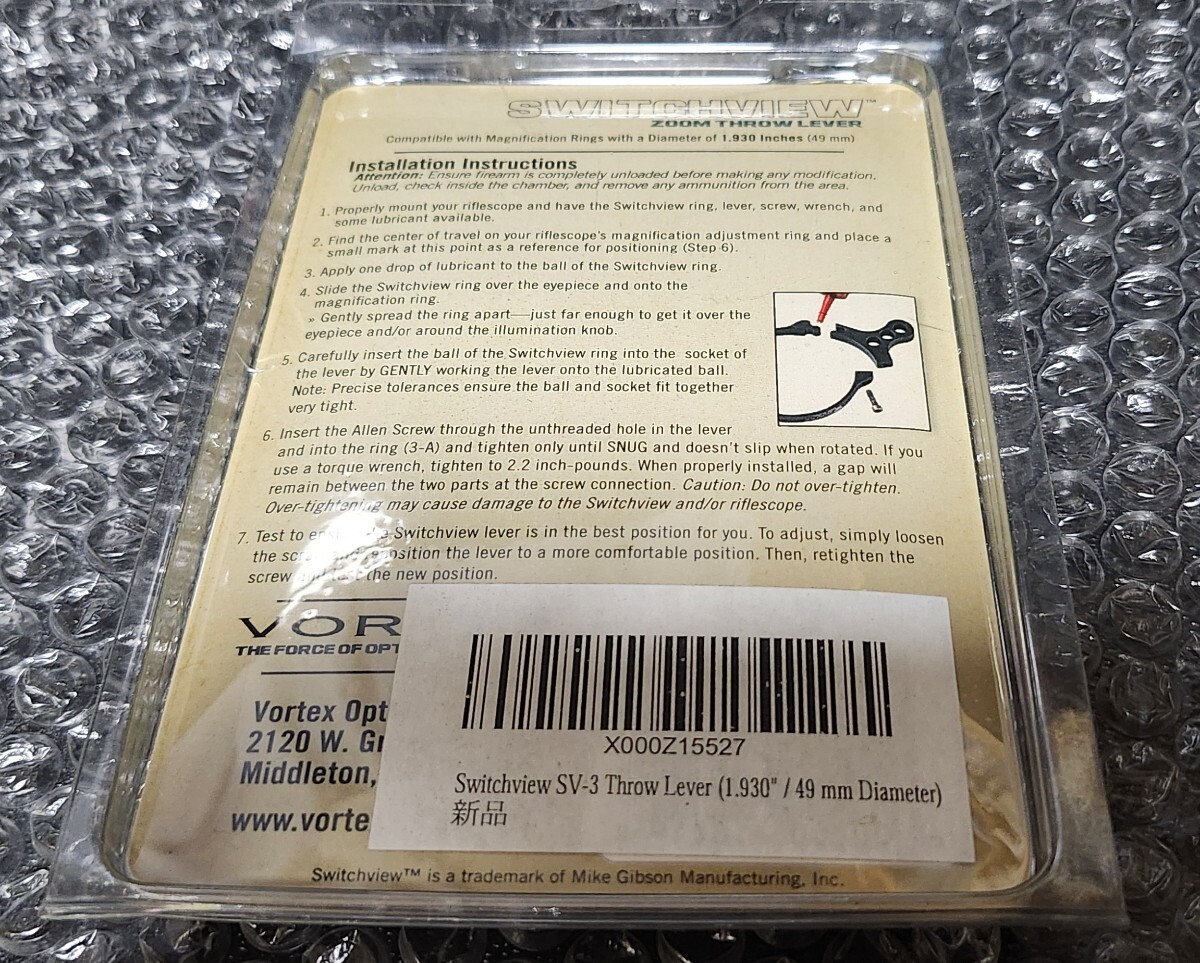 SWITCHVIEW™
ZOOM THROW LEVER
Compatible with Magnification Rings with a Diameter of 1.930 Inches (49 mm)
Installation Instructions
Attention: Ensure firearm is completely unloaded before making any modification.
Unload, check inside the chamber, and remove any ammunition from the area.
1. Properly mount your riflescope and have the Switchview ring, lever, screw, wrench, and
some lubricant available.
2. Find the center of travel on your riflescope's magnification adjustment ring and place a
small mark at this point as a reference for positioning (Step 6).
3. Apply one drop of lubricant to the ball of the Switchview ring.
4. Slide the Switchview ring over the eyepiece and onto the
magnification ring.
» Gently spread the ring apart—just far enough to get it over the
eyepiece and/or around the illumination knob.
5. Carefully insert the ball of the Switchview ring into the socket of
the lever by GENTLY working the lever onto the lubricated ball.
Note: Precise tolerances ensure the ball and socket fit together
very tight.
6. Insert the Allen Screw through the unthreaded hole in the lever
and into the ring (3-A) and tighten only until SNUG and doesn't slip when rotated. If you
use a torque wrench, tighten to 2.2 inch-pounds. When properly installed, a gap will
remain between the two parts at the screw connection. Caution: Do not over-tighten.
Over-tightening may cause damage to the Switchview and/or riflescope.
7. Test to Switchview lever is in the best position for you. To adjust, simply loosen
the the lever to a more comfortable position. Then, retighten the
screw the new position.
VOR
THE FORCE OF OPT
Vortex Opt
2120 W. Gr
Middleton,
www.vorte
X000Z15527
Switchview SV-3 Throw Lever (1.930" / 49 mm Diameter)
新品
Switchview™ is a trademark of Mike Gibson Manufacturing, Inc.